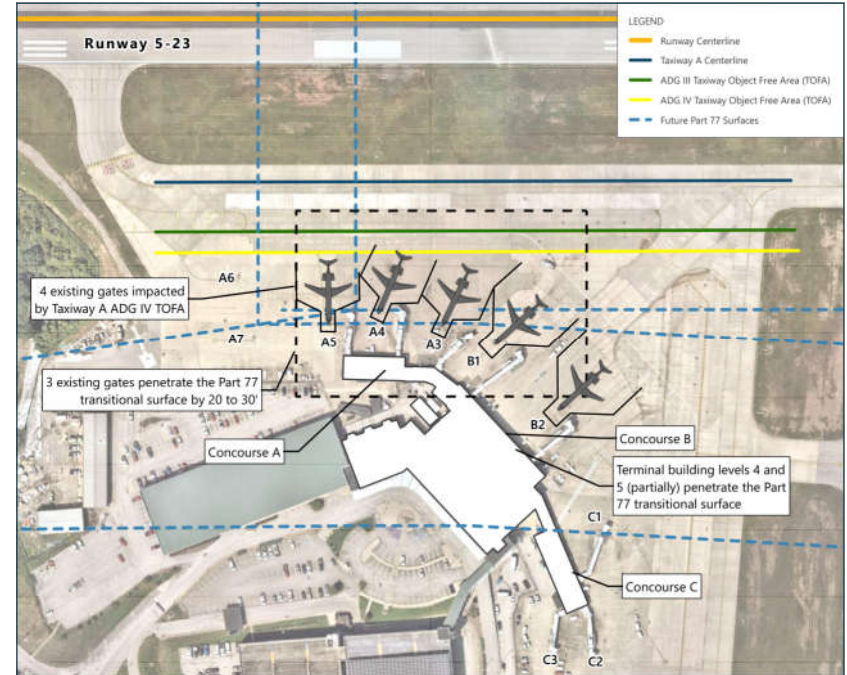 Runway 5-23
LEGEND
Runway Centerline
Taxiway A Centerline
ADG III Taxiway Object Free Area (TOFA)
ADG IV Taxiway Object Free Area (TOFA)
Future Part 77 Surfaces
A6
4 existing gates impacted
by Taxiway A ADG IV TOFA
A7
A5
A4
A3
B1
3 existing gates penetrate the Part 77
transitional surface by 20 to 30'
B2
Concourse A
Concourse B
Terminal building levels 4 and
5 (partially) penetrate the Part
77 transitional surface
C1
Concourse C
C3
C2